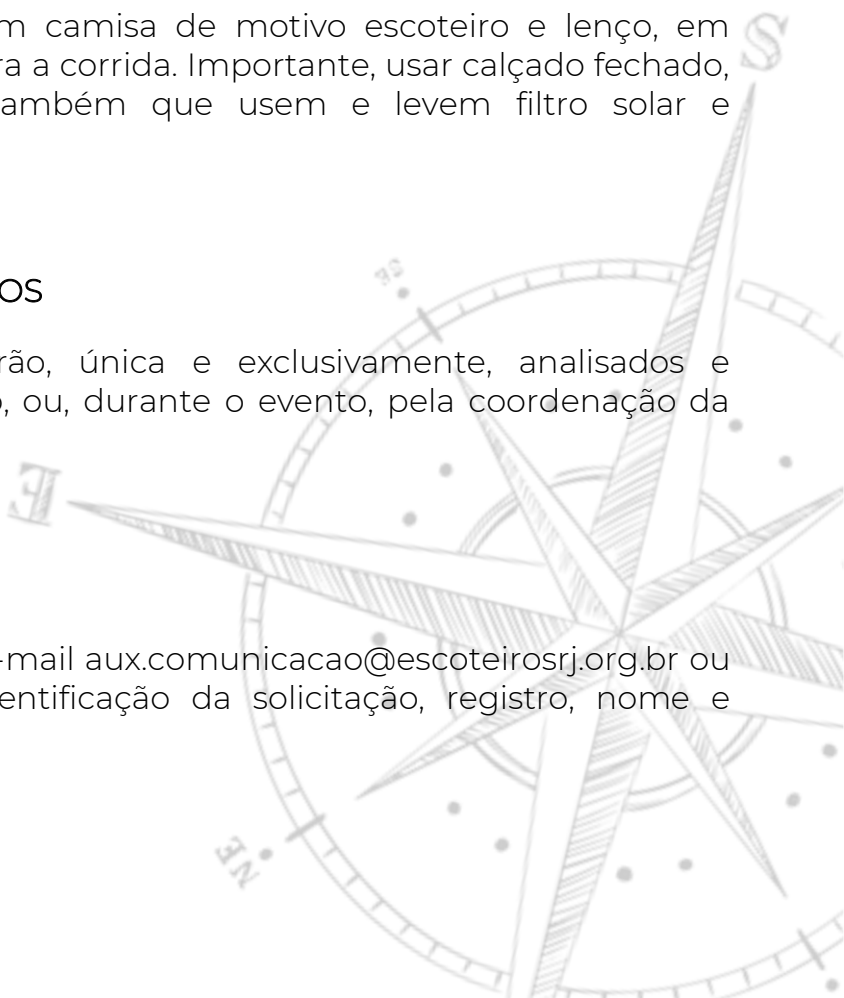 m camisa de motivo escoteiro e lenço, em
ra a corrida. Importante, usar calçado fechado,
ambém que usem e levem filtro solar e
OS
rão, única e exclusivamente, analisados e
o, ou, durante o evento, pela coordenação da
-mail aux.comunicacao@escoteirosrj.org.br ou
entificação da solicitação, registro, nome e
S
SE
E
NE